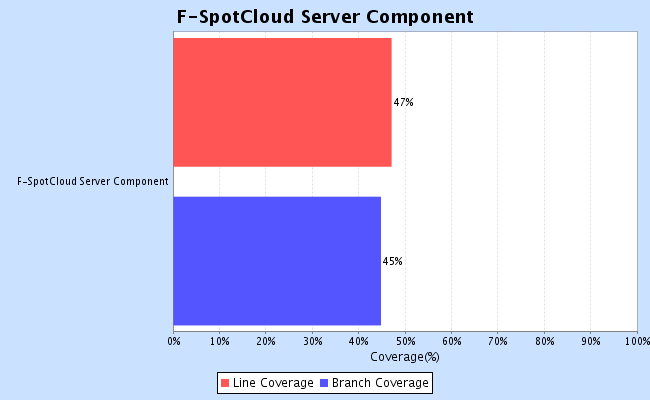 F-SpotCloud Server Component
47%
F-SpotCloud Server Component
45%
0% 10% 20% 30% 40% 50% 60% 70% 80% 90% 100%
Coverage(%)
Line Coverage Branch Coverage